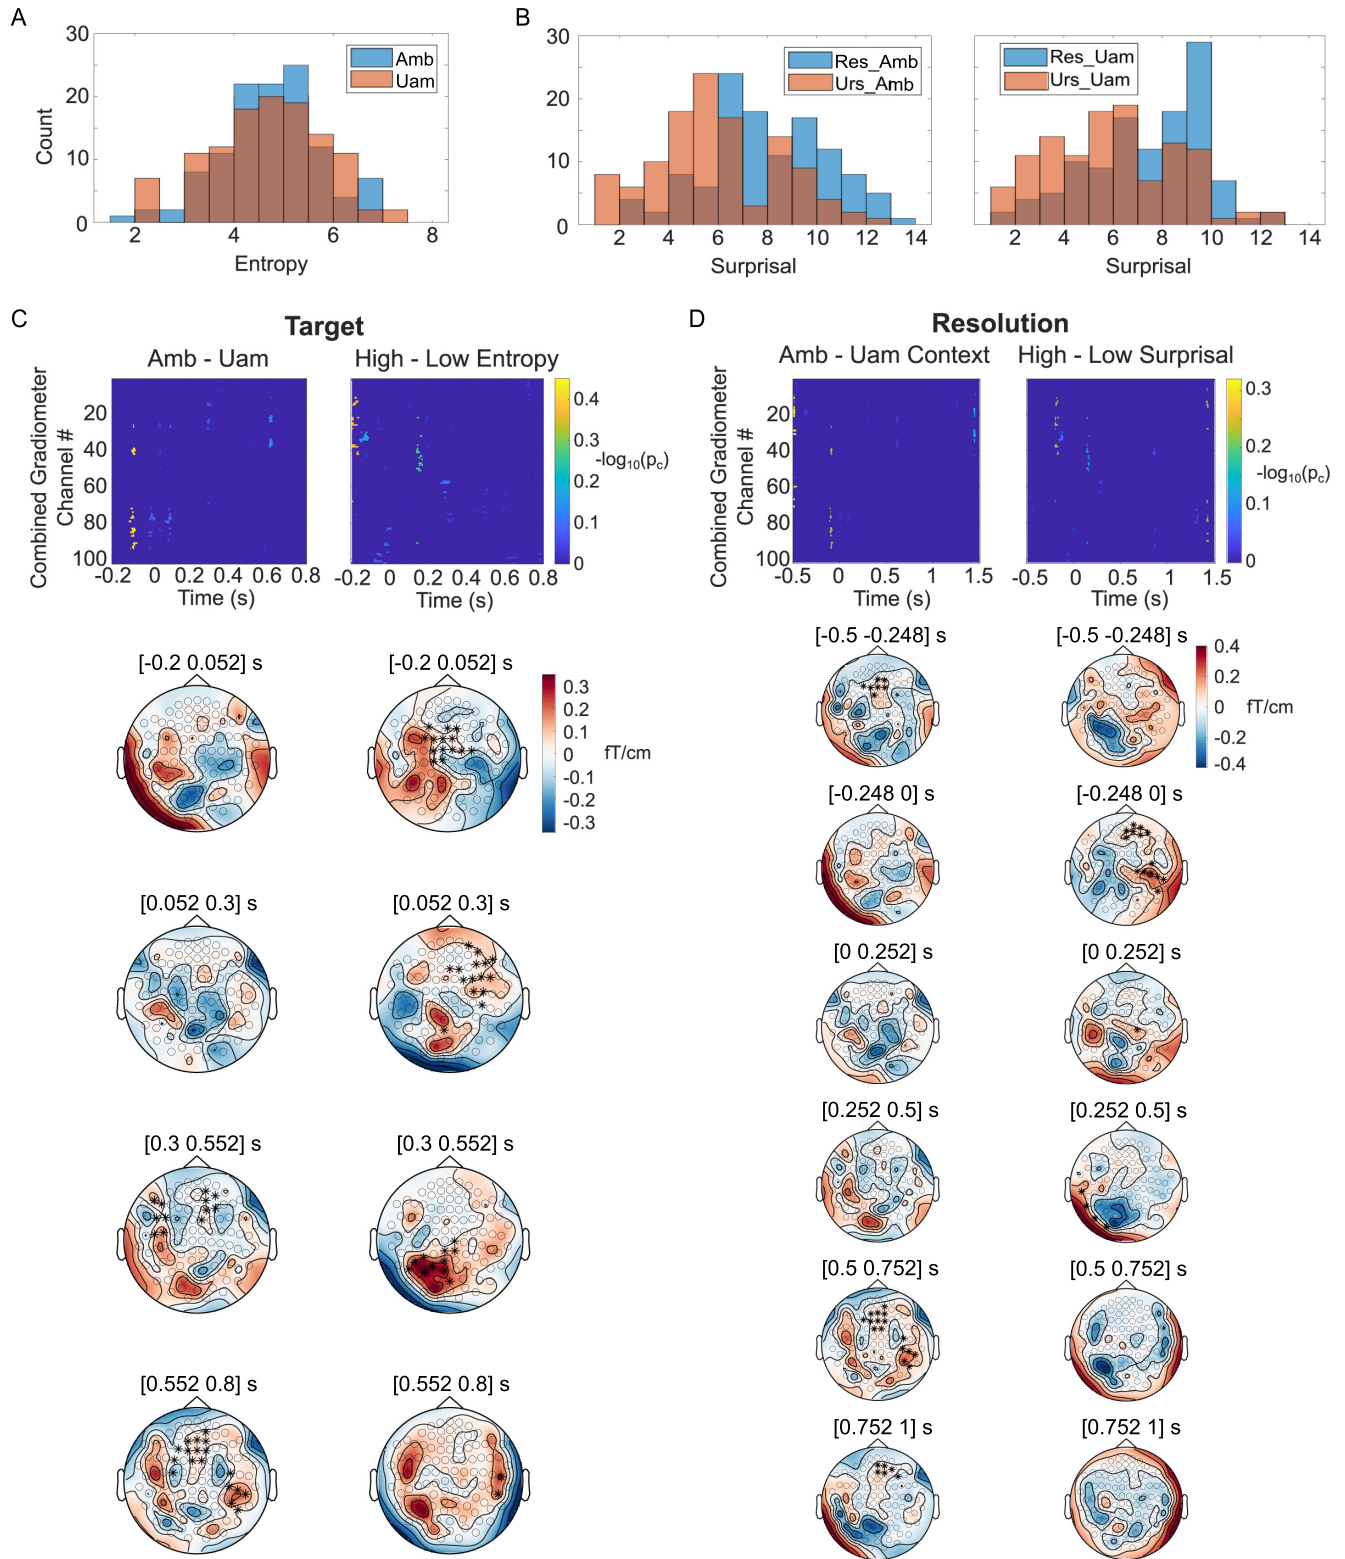 A
B
30
20
10
0
Count
Amb
Uam
2 4 6 8
Entropy
30
20
10
0
Res_Amb
Urs_Amb
2 4 6 8 10 12 14
Surprisal
Res_Uam
Urs_Uam
2 4 6 8 10 12 14
Surprisal
C
Target
Amb - Uam
High - Low Entropy
Combined Gradiometer
Channel #
20
40
60
80
100
-0.2 0 0.2 0.4 0.6 0.8
Time (s)
-0.2 0 0.2 0.4 0.6 0.8
Time (s)
0.4
0.3
0.2
0.1
0
-log10(pc)
D
Resolution
Amb - Uam Context
High - Low Surprisal
Combined Gradiometer
Channel #
20
40
60
80
100
-0.5 0 0.5 1 1.5
Time (s)
-0.5 0 0.5 1 1.5
Time (s)
0.3
0.2
0.1
0
-log10(pc)
[-0.2 0.052] s
[-0.2 0.052] s
0.3
0.2
0.1
0
-0.1
-0.2
-0.3
fT/cm
[0.052 0.3] s
[0.052 0.3] s
[0.3 0.552] s
[0.3 0.552] s
[0.552 0.8] s
[0.552 0.8] s
[-0.5 -0.248] s
[-0.5 -0.248] s
0.4
0.2
0
-0.2
-0.4
fT/cm
[-0.248 0] s
[-0.248 0] s
[0 0.252] s
[0 0.252] s
[0.252 0.5] s
[0.252 0.5] s
[0.5 0.752] s
[0.5 0.752] s
[0.752 1] s
[0.752 1] s